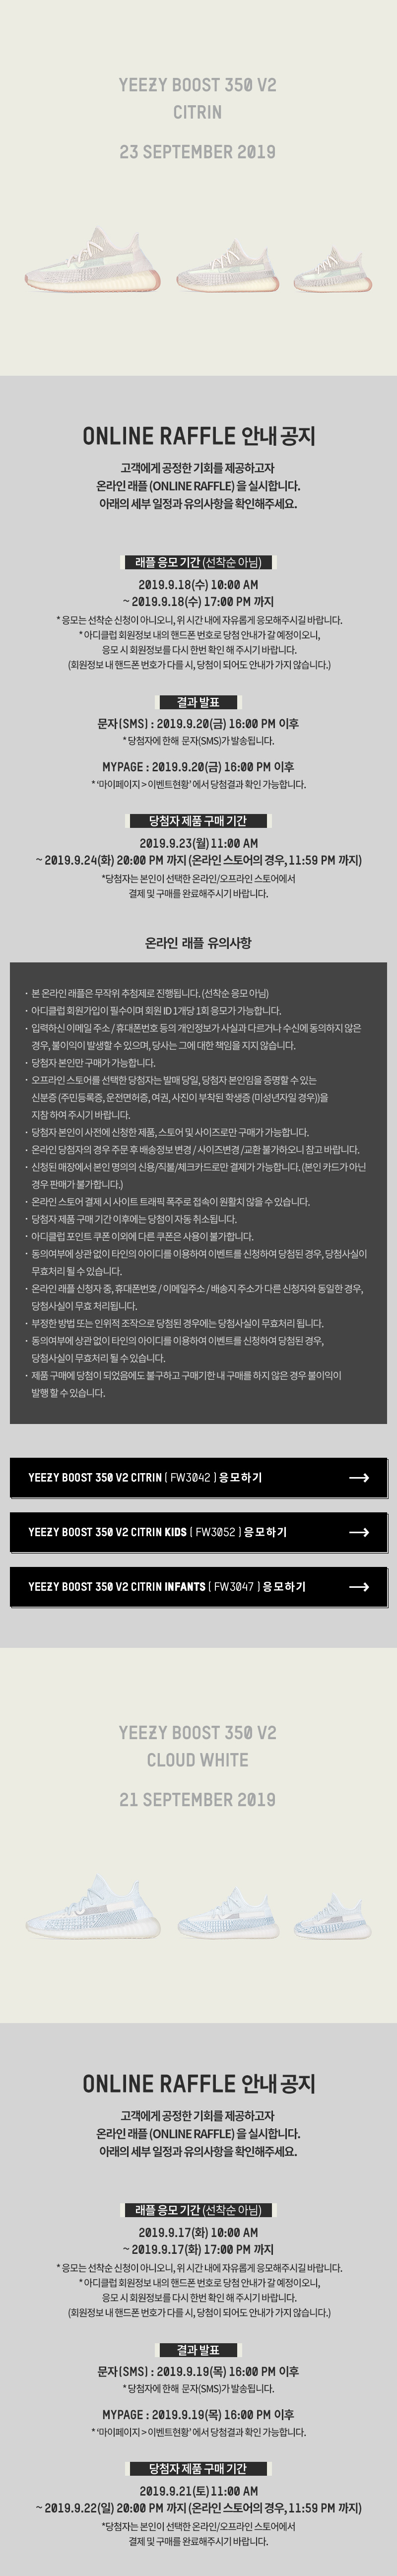 YEEZY BOOST 350 V2
CITRIN
23 SEPTEMBER 2019
ONLINE RAFFLE 안내 공지
고객에게 공정한 기회를 제공하고자
온라인 래플 (ONLINE RAFFLE) 을 실시합니다.
아래의 세부 일정과 유의사항을 확인해주세요.
래플 응모 기간 (선착순 아님)
2019.9.18(수) 10:00 AM
~ 2019.9.18(수) 17:00 PM 까지
* 응모는 선착순 신청이 아니오니, 위 시간 내에 자유롭게 응모해주시길 바랍니다.
* 아디클럽 회원정보 내의 핸드폰 번호로 당첨 안내가 갈 예정이오니,
응모 시 회원정보를 다시 한번 확인 해 주시기 바랍니다.
(회원정보 내 핸드폰 번호가 다를 시, 당첨이 되어도 안내가 가지 않습니다.)
결과 발표
문자(SMS) : 2019.9.20(금) 16:00 PM 이후
* 당첨자에 한해 문자(SMS)가 발송됩니다.
MYPAGE : 2019.9.20(금) 16:00 PM 이후
* '마이페이지 > 이벤트현황' 에서 당첨결과 확인 가능합니다.
당첨자 제품 구매 기간
2019.9.23(월) 11:00 AM
~ 2019.9.24(화) 20:00 PM 까지 (온라인 스토어의 경우, 11:59 PM 까지)
*당첨자는 본인이 선택한 온라인/오프라인 스토어에서
결제 및 구매를 완료해주시기 바랍니다.
온라인 래플 유의사항
· 본 온라인 래플은 무작위 추첨제로 진행됩니다. (선착순 응모 아님)
· 아디클럽 회원가입이 필수이며 회원 ID 1개당 1회 응모가 가능합니다.
· 입력하신 이메일 주소 / 휴대폰번호 등의 개인정보가 사실과 다르거나 수신에 동의하지 않은
경우, 불이익이 발생할 수 있으며, 당사는 그에 대한 책임을 지지 않습니다.
· 당첨자 본인만 구매가 가능합니다.
· 오프라인 스토어를 선택한 당첨자는 발매 당일, 당첨자 본인임을 증명할 수 있는
신분증 (주민등록증, 운전면허증, 여권, 사진이 부착된 학생증 (미성년자일 경우))을
지참 하여 주시기 바랍니다.
· 당첨자 본인이 사전에 신청한 제품, 스토어 및 사이즈로만 구매가 가능합니다.
· 온라인 당첨자의 경우 주문 후 배송정보 변경 / 사이즈변경 /교환 불가하오니 참고 바랍니다.
· 신청된 매장에서 본인 명의의 신용/직불/체크카드로만 결제가 가능합니다. (본인 카드가 아닌
경우 판매가 불가합니다.)
· 온라인 스토어 결제 시 사이트 트래픽 폭주로 접속이 원활치 않을 수 있습니다.
· 당첨자 제품 구매 기간 이후에는 당첨이 자동 취소됩니다.
· 아디클럽 포인트 쿠폰 이외에 다른 쿠폰은 사용이 불가합니다.
· 동의여부에 상관 없이 타인의 아이디를 이용하여 이벤트를 신청하여 당첨된 경우, 당첨사실이
무효처리 될 수 있습니다.
· 온라인 래플 신청자 중, 휴대폰번호 / 이메일주소 / 배송지 주소가 다른 신청자와 동일한 경우,
당첨사실이 무효 처리됩니다.
· 부정한 방법 또는 인위적 조작으로 당첨된 경우에는 당첨사실이 무효처리 됩니다.
· 동의여부에 상관 없이 타인의 아이디를 이용하여 이벤트를 신청하여 당첨된 경우,
당첨사실이 무효처리 될 수 있습니다.
· 제품 구매에 당첨이 되었음에도 불구하고 구매기한 내 구매를 하지 않은 경우 불이익이
발행 할 수 있습니다.
YEEZY BOOST 350 V2 CITRIN ( FW3042 ) 응모하기
YEEZY BOOST 350 V2 CITRIN KIDS ( FW3052 ) 응모하기
YEEZY BOOST 350 V2 CITRIN INFANTS ( FW3047 ) 응모하기
YEEZY BOOST 350 V2
CLOUD WHITE
21 SEPTEMBER 2019
ONLINE RAFFLE 안내 공지
고객에게 공정한 기회를 제공하고자
온라인 래플 (ONLINE RAFFLE) 을 실시합니다.
아래의 세부 일정과 유의사항을 확인해주세요.
래플 응모 기간 (선착순 아님)
2019.9.17(화) 10:00 AM
~ 2019.9.17(화) 17:00 PM 까지
* 응모는 선착순 신청이 아니오니, 위 시간 내에 자유롭게 응모해주시길 바랍니다.
* 아디클럽 회원정보 내의 핸드폰 번호로 당첨 안내가 갈 예정이오니,
응모 시 회원정보를 다시 한번 확인 해 주시기 바랍니다.
(회원정보 내 핸드폰 번호가 다를 시, 당첨이 되어도 안내가 가지 않습니다.)
결과 발표
문자(SMS) : 2019.9.19(목) 16:00 PM 이후
* 당첨자에 한해 문자(SMS)가 발송됩니다.
MYPAGE : 2019.9.19(목) 16:00 PM 이후
* '마이페이지 > 이벤트현황' 에서 당첨결과 확인 가능합니다.
당첨자 제품 구매 기간
2019.9.21(토) 11:00 AM
~ 2019.9.22(일) 20:00 PM 까지 (온라인 스토어의 경우, 11:59 PM 까지)
*당첨자는 본인이 선택한 온라인/오프라인 스토어에서
결제 및 구매를 완료해주시기 바랍니다.